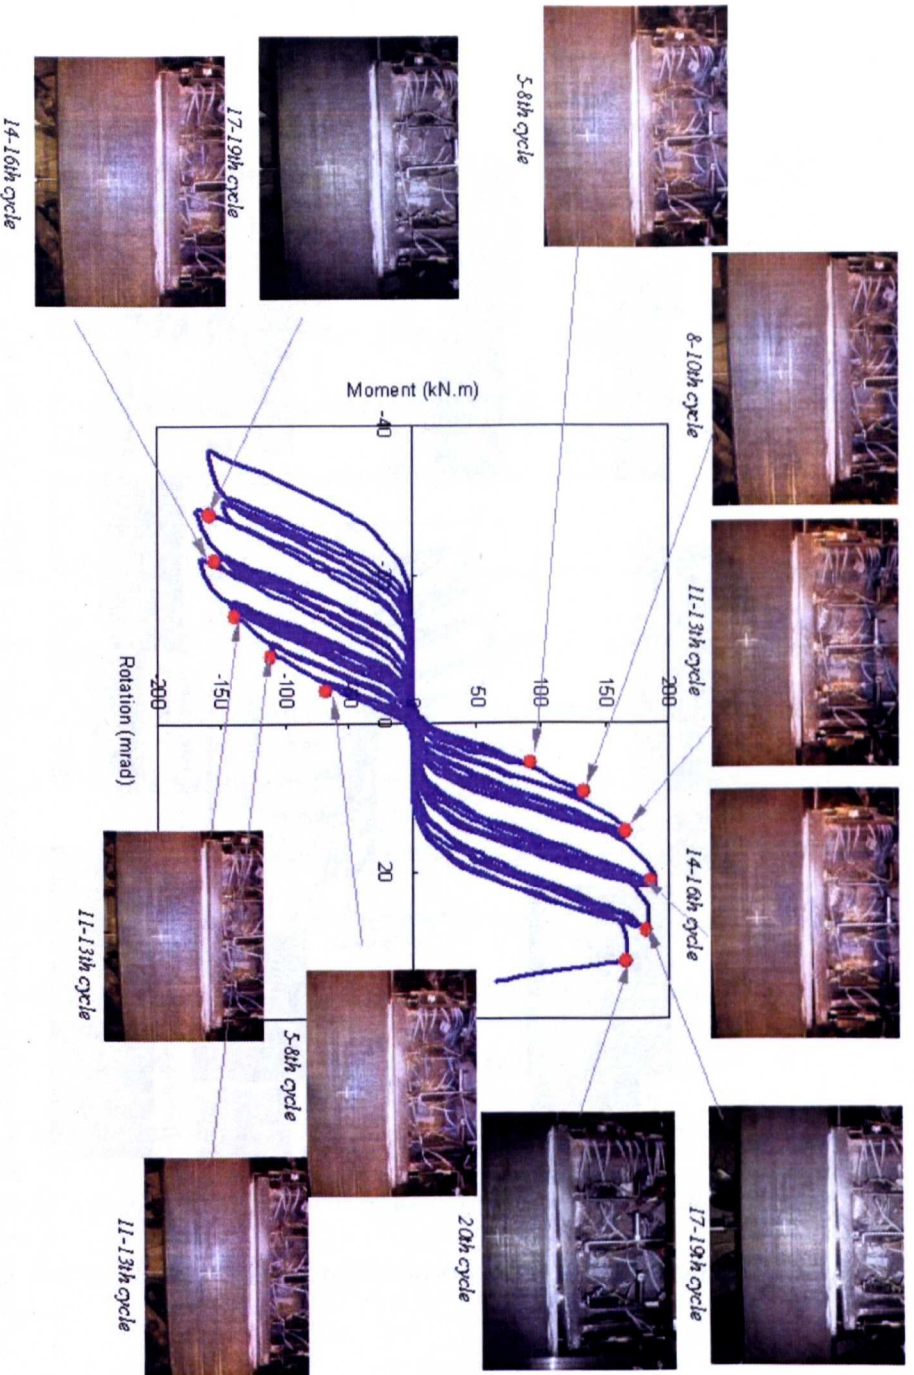 8-10th cycle
11-13th cycle
14-16th cycle
17-19th cycle
5-8th cycle
20th cycle
200
150
100
50
Moment (kN.m)
-40
0
20
-100
-150
-200
Rotation (mrad)
5-8th cycle
17-19th cycle
11-13th cycle
11-13th cycle
14-16th cycle